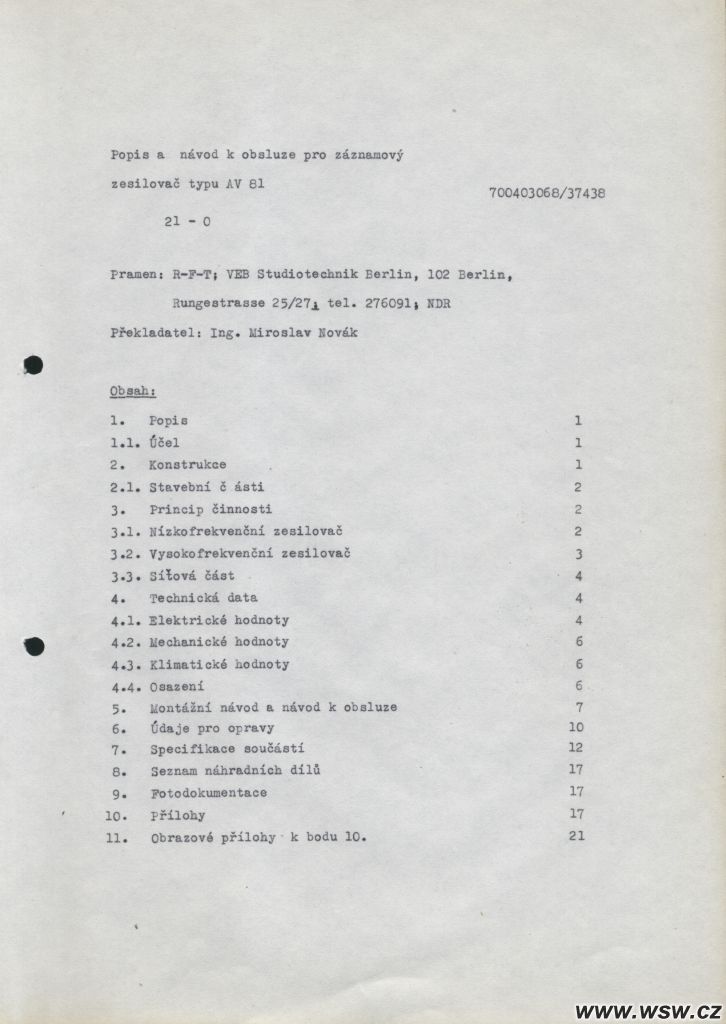 Popis a návod k obsluze pro záznamový
zesilovač typu AV 81
700403068/37438
21 - 0
Pramen: R-F-T; VEB Studiotechnik Berlin, 102 Berlin,
Rungestrasse 25/27; tel. 276091; NDR
Překladatel: Ing. Miroslav Novák
Obsah:
1. Popis 1
1.1. Účel 1
2. Konstrukce 1
2.1. Stavební č ásti 2
3. Princip činnosti 2
3.1. Nízkofrekvenční zesilovač 2
3.2. Vysokofrekvenční zesilovač 3
3.3. Síťová část 4
4. Technická data 4
4.1. Elektrické hodnoty 4
4.2. Mechanické hodnoty 6
4.3. Klimatické hodnoty 6
4.4. Osazení 6
5. Montážní návod a návod k obsluze 7
6. Údaje pro opravy 10
7. Specifikace součástí 12
8. Seznam náhradních dílů 17
9. Fotodokumentace 17
10. Přílohy 17
11. Obrazové přílohy k bodu 10. 21
www.wsw.cz